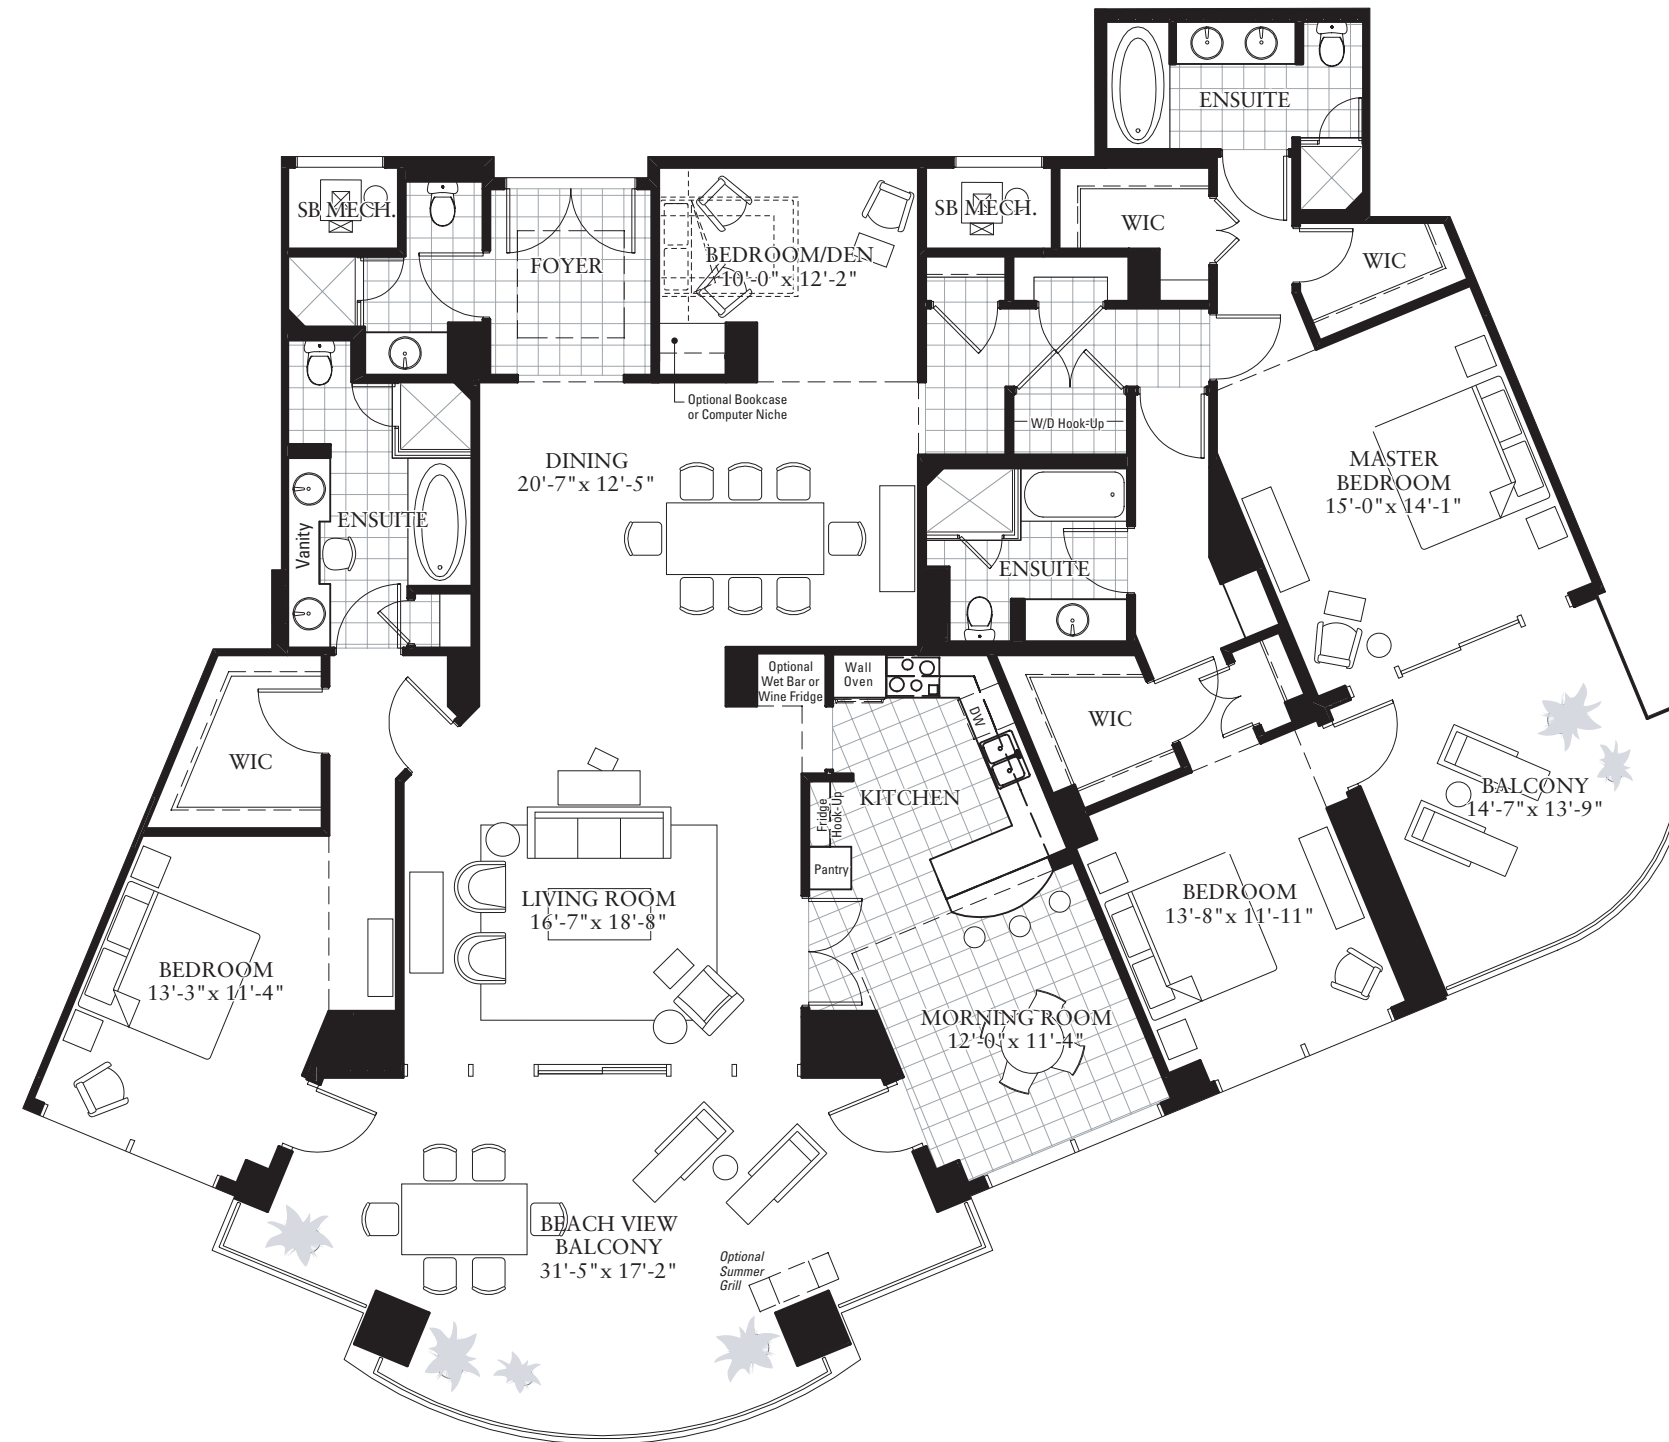 ENSUITE
SB MECH.
FOYER
BEDROOM/DEN
10'-0" x 12'-2"
SB MECH.
WIC
WIC
Optional Bookcase
or Computer Niche
W/D Hook-Up
DINING
20'-7" x 12'-5"
MASTER
BEDROOM
15'-0" x 14'-1"
ENSUITE
Vanity
ENSUITE
Optional
Wet Bar or
Wine Fridge
Wall
Oven
DW
WIC
WIC
KITCHEN
Fridge
Hook-Up
Pantry
BALCONY
14'-7" x 13'-9"
LIVING ROOM
16'-7" x 18'-8"
BEDROOM
13'-8" x 11'-11"
BEDROOM
13'-3" x 11'-4"
MORNING ROOM
12'-0" x 11'-4"
BEACH VIEW
BALCONY
31'-5" x 17'-2"
Optional
Summer
Grill